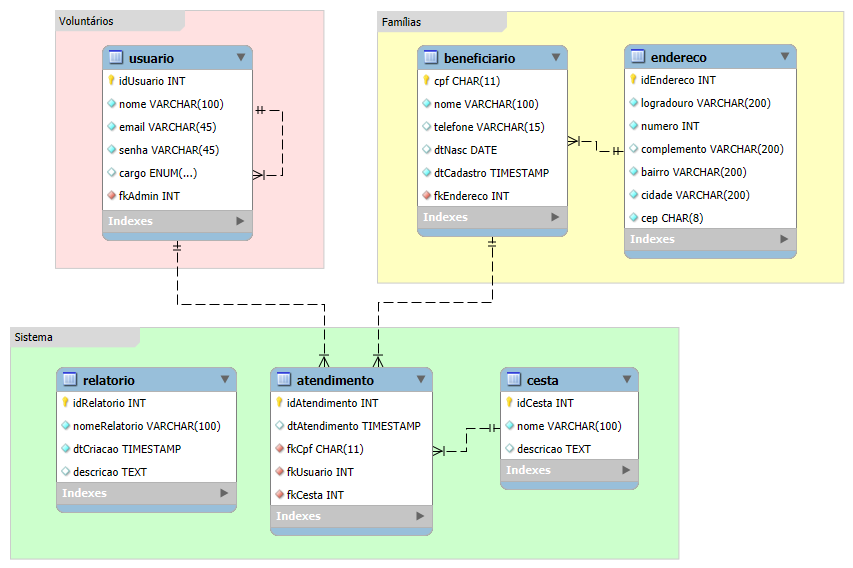 Voluntários
usuario
idUsuario INT
nome VARCHAR(100)
email VARCHAR(45)
senha VARCHAR(45)
cargo ENUM(...)
fkAdmin INT
Indexes
Famílias
beneficiario
cpf CHAR(11)
nome VARCHAR(100)
telefone VARCHAR(15)
dtNasc DATE
dtCadastro TIMESTAMP
fkEndereco INT
Indexes
endereco
idEndereco INT
logradouro VARCHAR(200)
numero INT
complemento VARCHAR(200)
bairro VARCHAR(200)
cidade VARCHAR(200)
cep CHAR(8)
Indexes
Sistema
relatorio
idRelatorio INT
nomeRelatorio VARCHAR(100)
dtCriacao TIMESTAMP
descricao TEXT
Indexes
atendimento
idAtendimento INT
dtAtendimento TIMESTAMP
fkCpf CHAR(11)
fkUsuario INT
fkCesta INT
Indexes
cesta
idCesta INT
nome VARCHAR(100)
descricao TEXT
Indexes